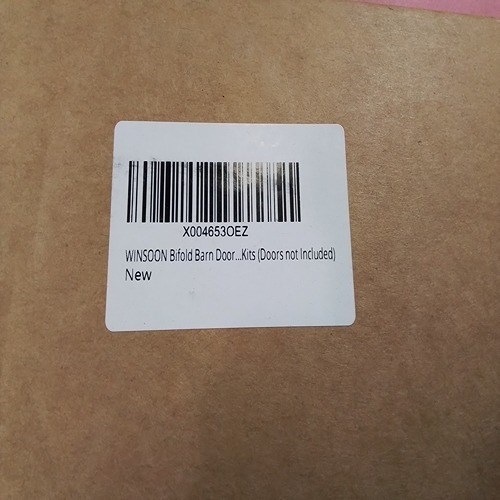 X004653OEZ
WINSOON Bifold Barn Door...Kits (Doors not Included)
New